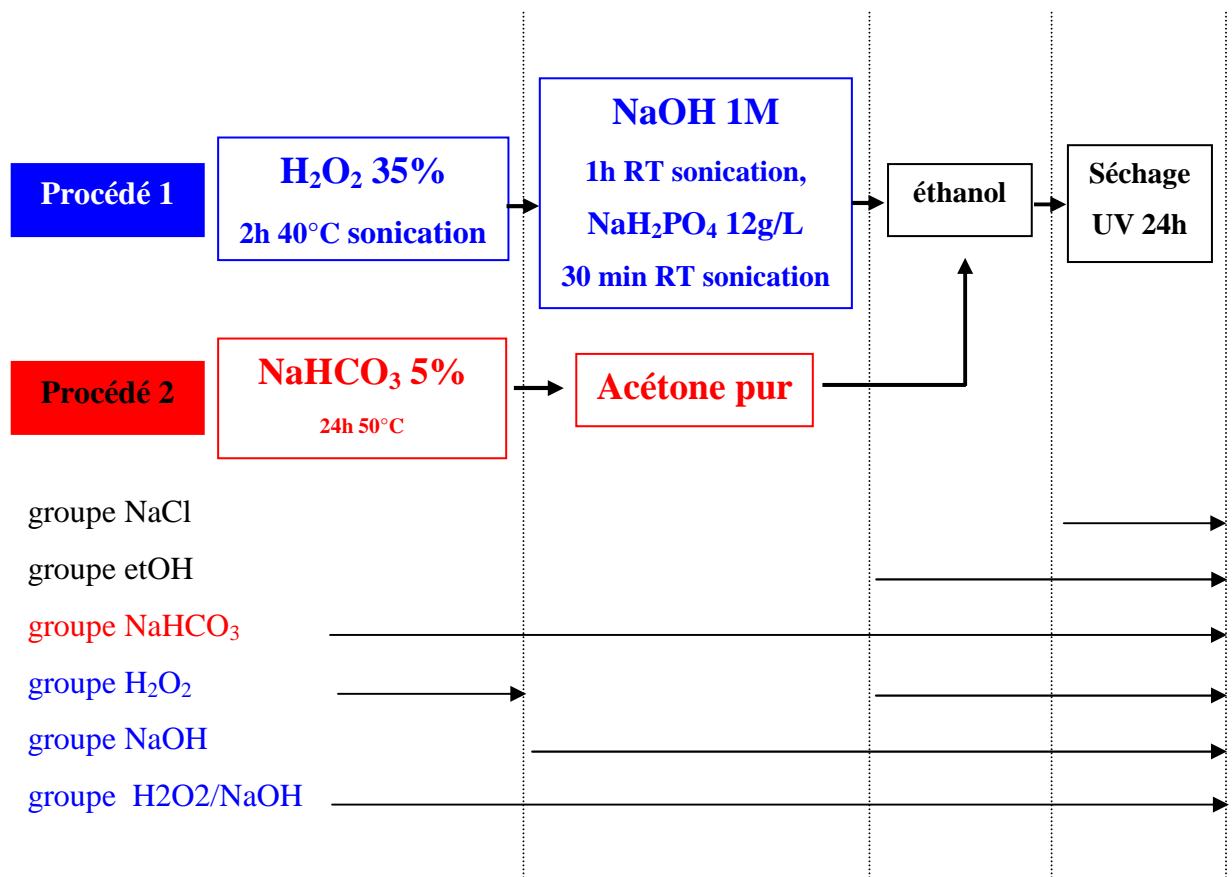 Procédé 1
H₂O₂ 35%
2h 40°C sonication
NaOH 1M
1h RT sonication,
NaH₂PO₄ 12g/L
30 min RT sonication
éthanol
Séchage
UV 24h
Procédé 2
NaHCO₃ 5%
24h 50°C
Acétone pur
groupe NaCl
groupe etOH
groupe NaHCO₃
groupe H₂O₂
groupe NaOH
groupe H2O2/NaOH